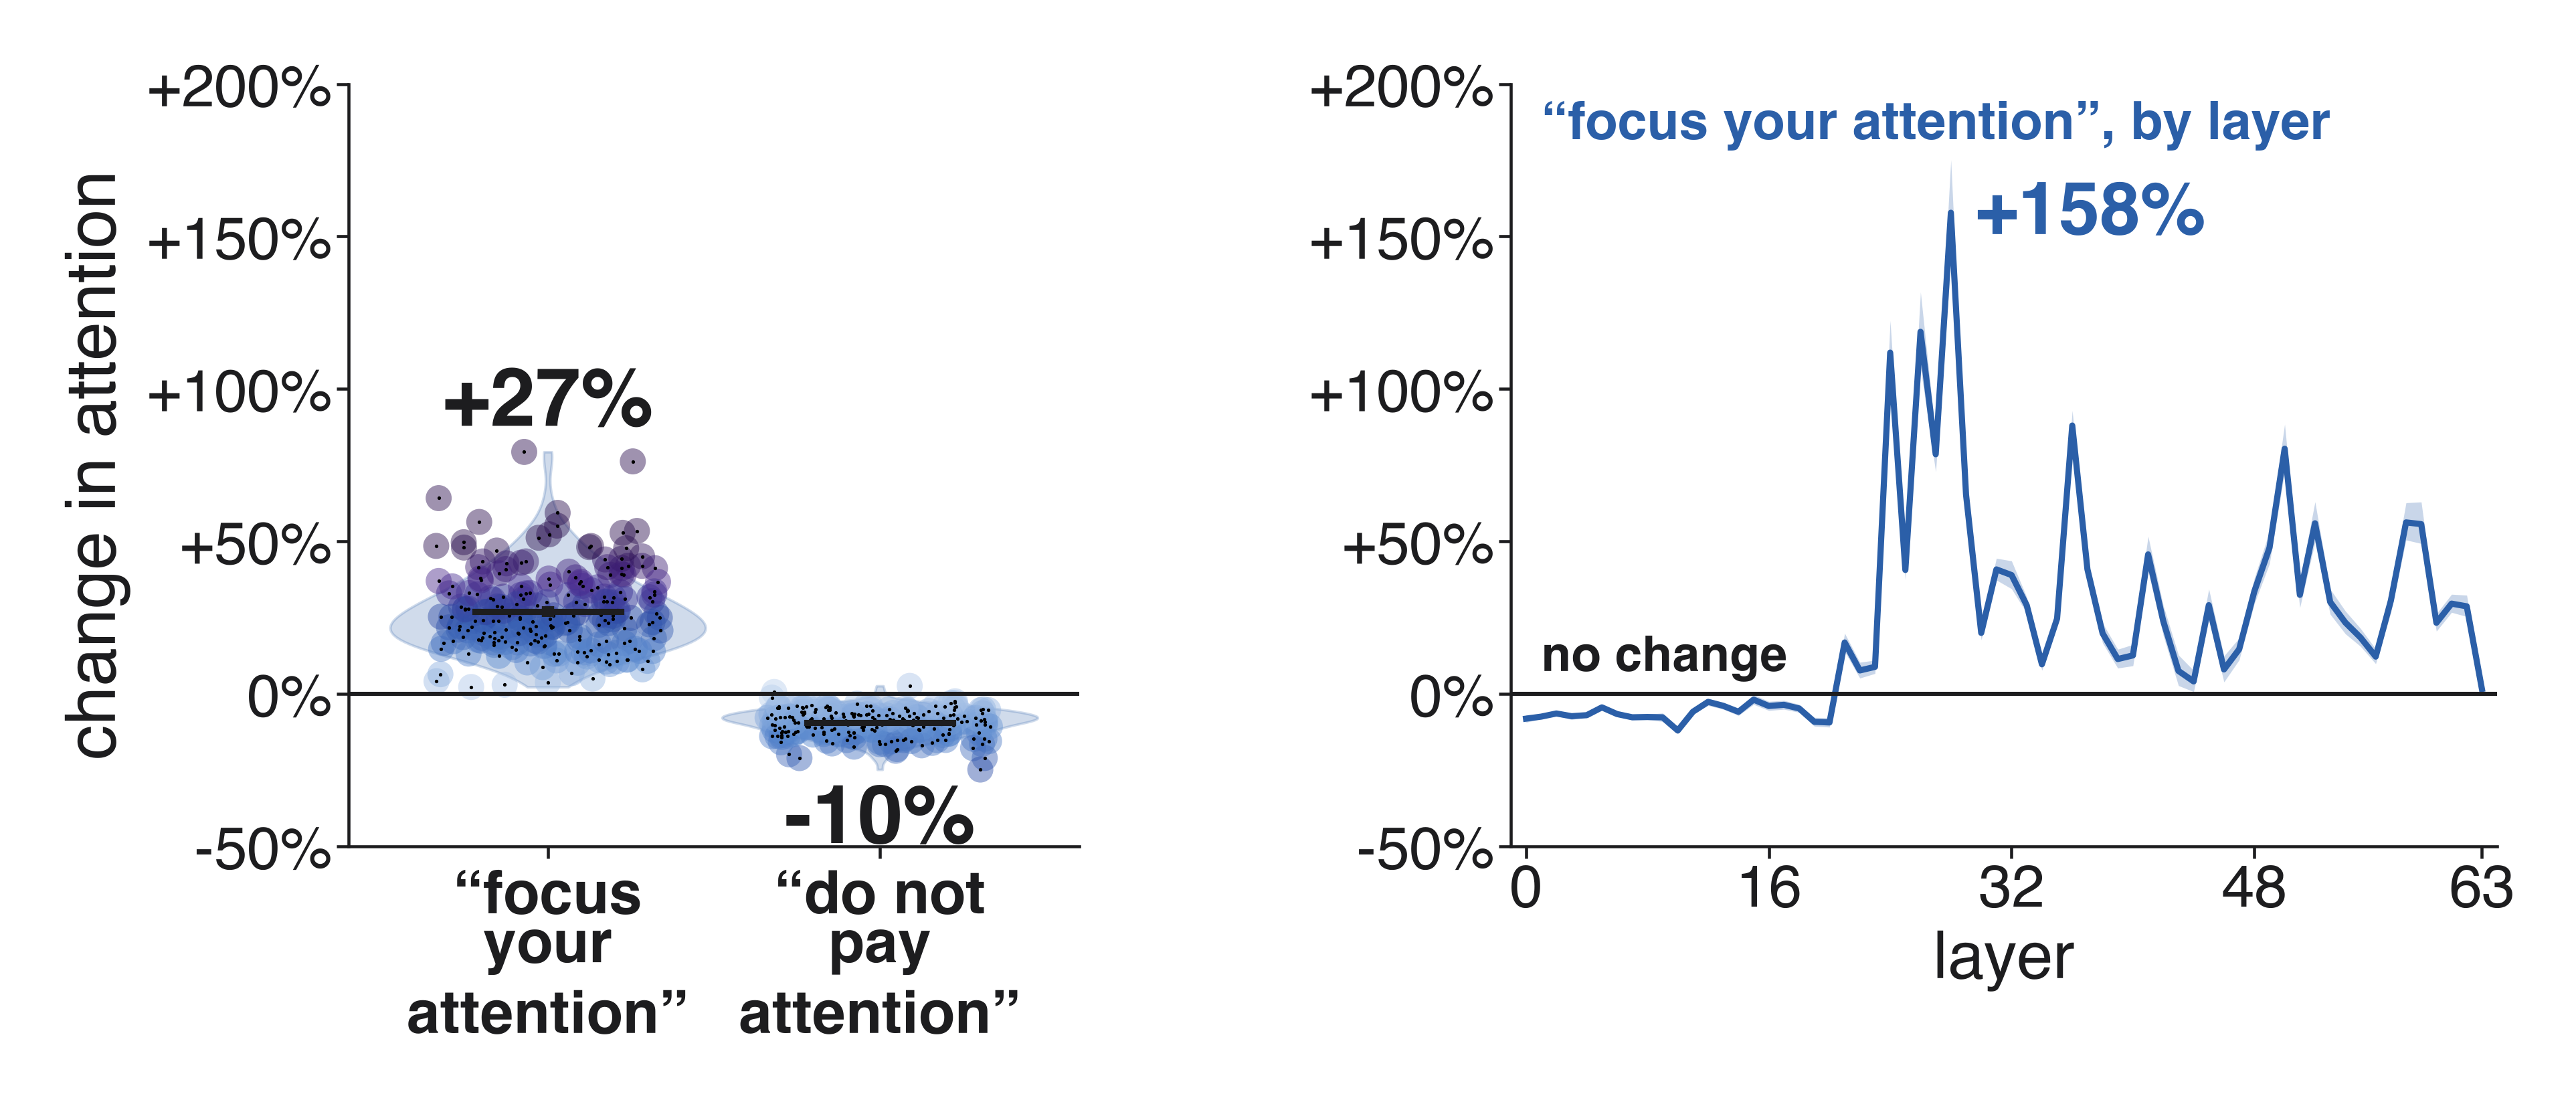 change in attention
+200%
+150%
+100%
+50%
0%
-50%
+27%
-10%
“focus
your
attention”
“do not
pay
attention”
+200%
+150%
+100%
+50%
0%
-50%
“focus your attention”, by layer
+158%
no change
0 16 32 48 63
layer